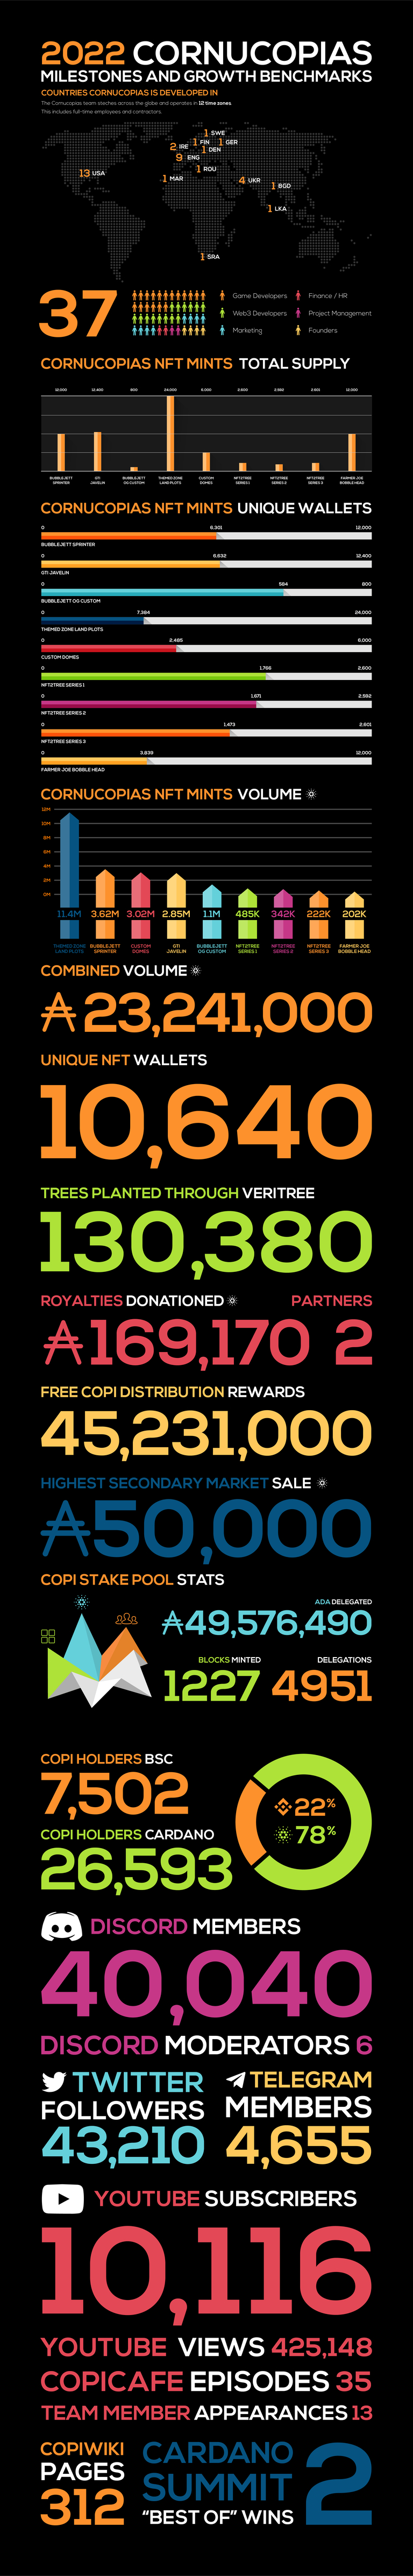 2022 CORNUCOPIAS
MILESTONES AND GROWTH BENCHMARKS
COUNTRIES CORNUCOPIAS IS DEVELOPED IN
The Cornucopias team streches across the globe and operates in 12 time zones.
This includes full-time employees and contractors.
1 SWE
1 FIN 1 GER
2 IRE 1 DEN
9 ENG
1 ROU
13 USA
1 MAR
4 UKR
1 BGD
1 LKA
1 SRA
37
Game Developers Finance / HR
Web3 Developers Project Management
Marketing Founders
CORNUCOPIAS NFT MINTS TOTAL SUPPLY
12,000 12,400 800 24,000 6,000 2,600 2,592 2,601 12,000
BUBBLEJETT SPRINTER
GTI JAVELIN
BUBBLEJETT OG CUSTOM
THEMED ZONE LAND PLOTS
CUSTOM DOMES
NFT2TREE SERIES 1
NFT2TREE SERIES 2
NFT2TREE SERIES 3
FARMER JOE BOBBLE HEAD
CORNUCOPIAS NFT MINTS UNIQUE WALLETS
0 6,301 12,000
BUBBLEJETT SPRINTER
0 6,632 12,400
GTI JAVELIN
0 584 800
BUBBLEJETT OG CUSTOM
0 7,384 24,000
THEMED ZONE LAND PLOTS
0 2,485 6,000
CUSTOM DOMES
0 1,766 2,600
NFT2TREE SERIES 1
0 1,671 2,592
NFT2TREE SERIES 2
0 1,473 2,601
NFT2TREE SERIES 3
0 3,839 12,000
FARMER JOE BOBBLE HEAD
CORNUCOPIAS NFT MINTS VOLUME
12M
10M
8M
6M
4M
2M
0M
11.4M 3.62M 3.02M 2.85M 1.1M 485K 342K 222K 202K
THEMED ZONE LAND PLOTS
BUBBLEJETT SPRINTER
CUSTOM DOMES
GTI JAVELIN
BUBBLEJETT OG CUSTOM
NFT2TREE SERIES 1
NFT2TREE SERIES 2
NFT2TREE SERIES 3
FARMER JOE BOBBLE HEAD
COMBINED VOLUME
₳23,241,000
UNIQUE NFT WALLETS
10,640
TREES PLANTED THROUGH VERITREE
130,380
ROYALTIES DONATIONED PARTNERS
₳169,170 2
FREE COPI DISTRIBUTION REWARDS
45,231,000
HIGHEST SECONDARY MARKET SALE
₳50,000
COPI STAKE POOL STATS
ADA DELEGATED
₳49,576,490
BLOCKS MINTED DELEGATIONS
1227 4951
COPI HOLDERS BSC
7,502
COPI HOLDERS CARDANO
26,593
22%
78%
DISCORD MEMBERS
40,040
DISCORD MODERATORS 6
TWITTER FOLLOWERS
43,210
TELEGRAM MEMBERS
4,655
YOUTUBE SUBSCRIBERS
10,116
YOUTUBE VIEWS 425,148
COPICAFE EPISODES 35
TEAM MEMBER APPEARANCES 13
COPIWIKI
PAGES
312
CARDANO
SUMMIT
"BEST OF" WINS
2